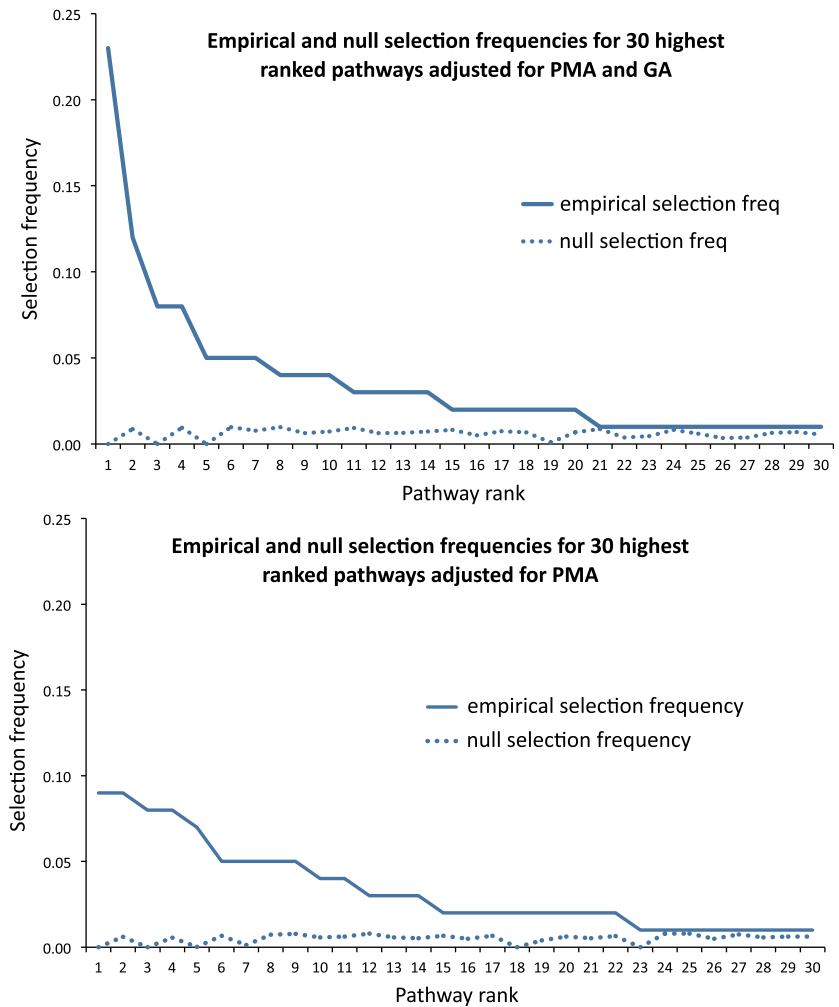 Empirical and null selection frequencies for 30 highest
ranked pathways adjusted for PMA and GA
0.25
0.20
0.15
0.10
0.05
0.00
Selection frequency
empirical selection freq
null selection freq
1 2 3 4 5 6 7 8 9 10 11 12 13 14 15 16 17 18 19 20 21 22 23 24 25 26 27 28 29 30
Pathway rank
Empirical and null selection frequencies for 30 highest
ranked pathways adjusted for PMA
0.25
0.20
0.15
0.10
0.05
0.00
Selection frequency
empirical selection frequency
null selection frequency
1 2 3 4 5 6 7 8 9 10 11 12 13 14 15 16 17 18 19 20 21 22 23 24 25 26 27 28 29 30
Pathway rank